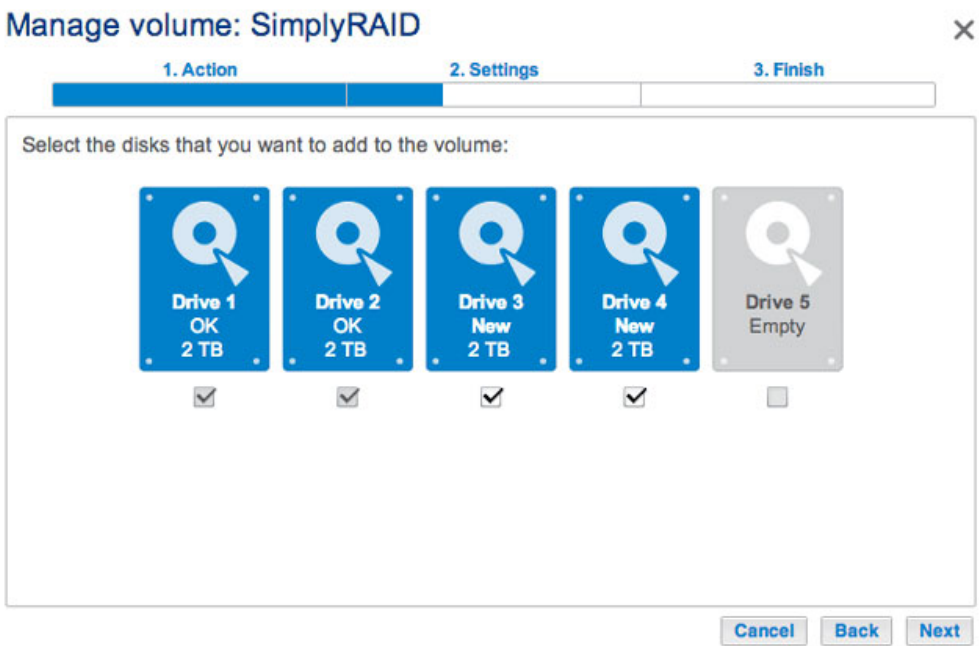 Manage volume: SimplyRAID
1. Action
2. Settings
3. Finish
Select the disks that you want to add to the volume:
Drive 1
OK
2 TB
Drive 2
OK
2 TB
Drive 3
New
2 TB
Drive 4
New
2 TB
Drive 5
Empty
Cancel
Back
Next